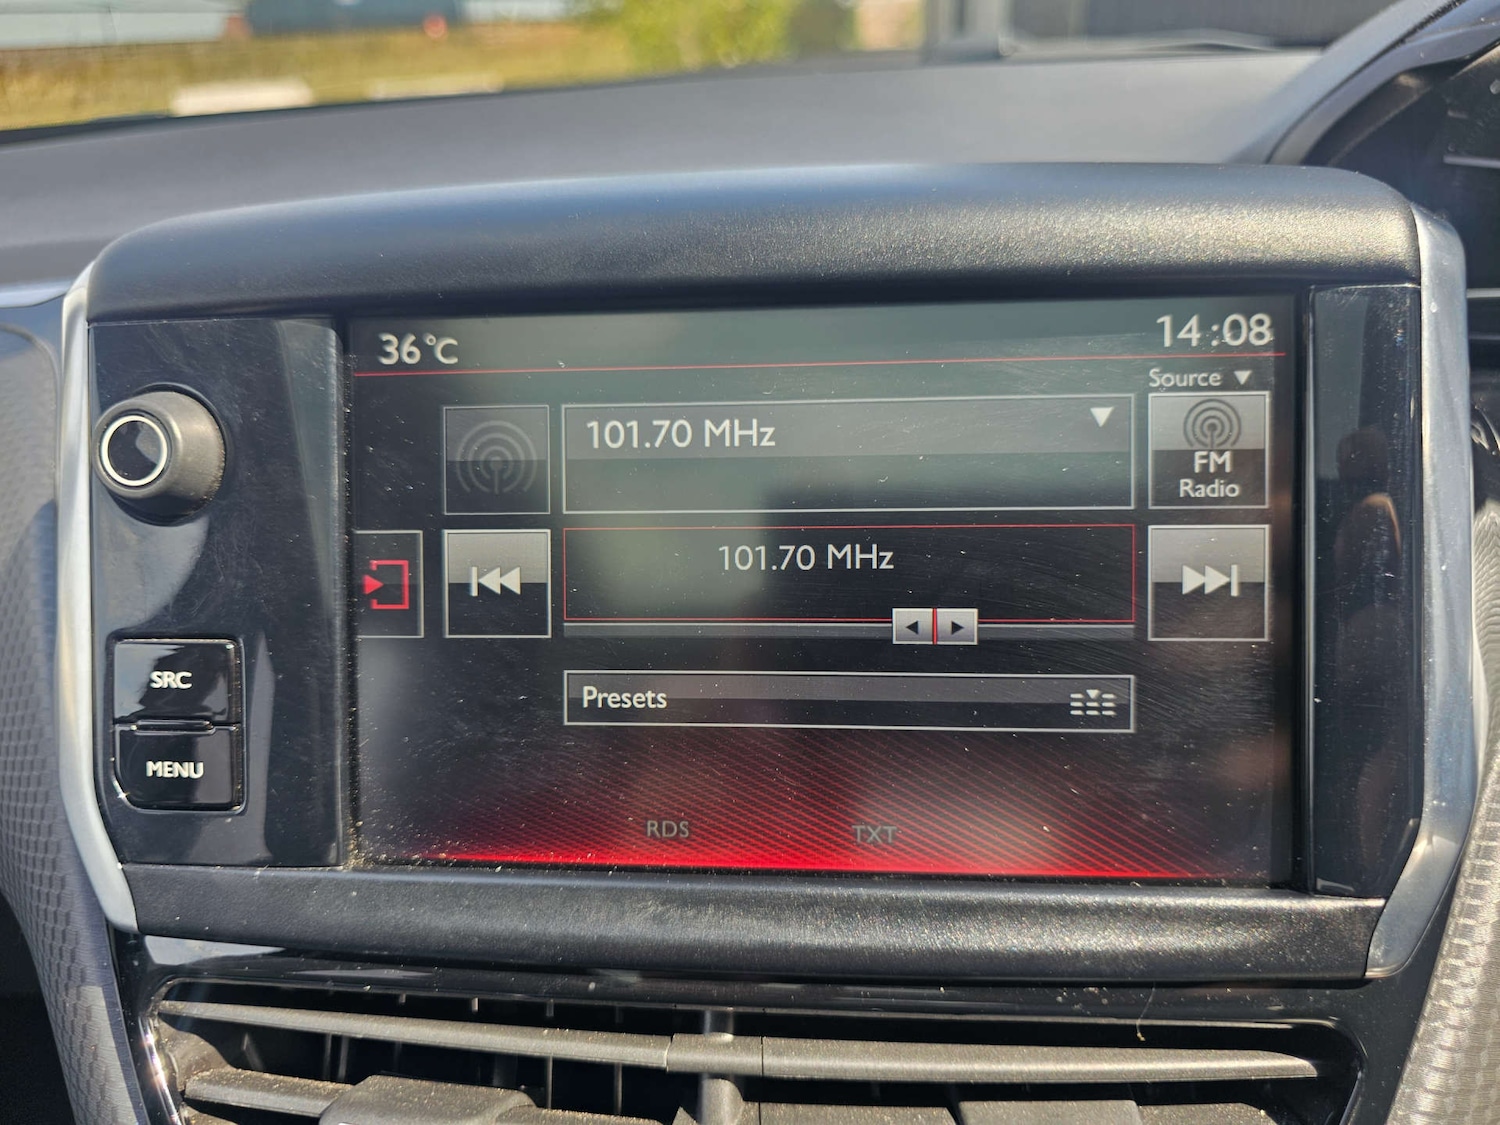 36°C
14:08
Source
101.70 MHz
FM
Radio
101.70 MHz
SRC
Presets
MENU
RDS
TXT